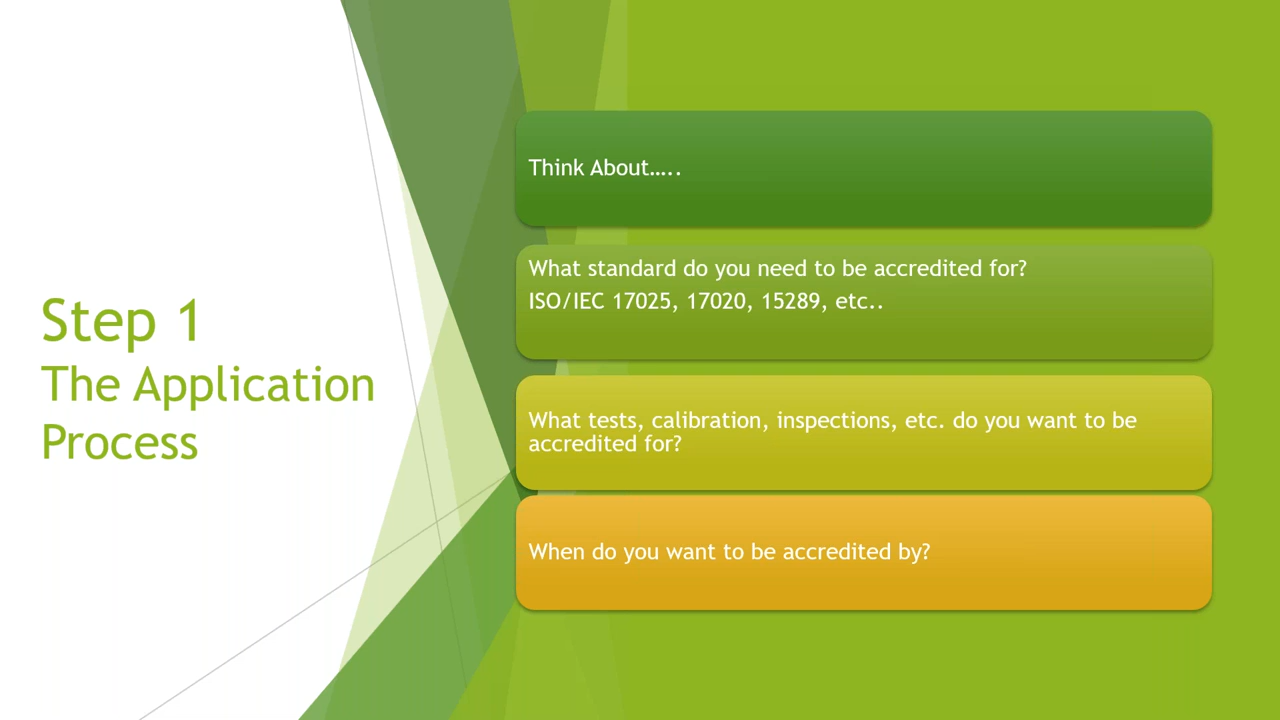 Step 1
The Application
Process
Think About…..
What standard do you need to be accredited for?
ISO/IEC 17025, 17020, 15289, etc..
What tests, calibration, inspections, etc. do you want to be
accredited for?
When do you want to be accredited by?